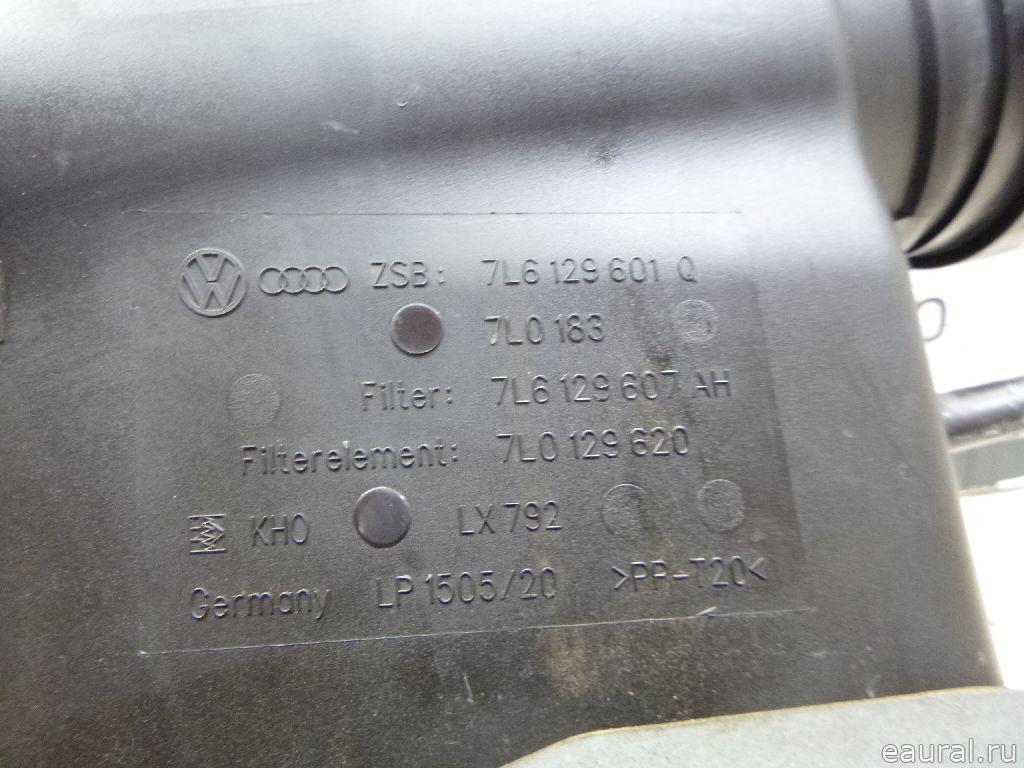 ZSB: 7L6 129 601 Q
7L0 183
Filter: 7L6 129 607 AH
Filterelement: 7L0 129 620
KHO LX 792
Germany LP 1505/20 >PP-T20<
eaural.ru